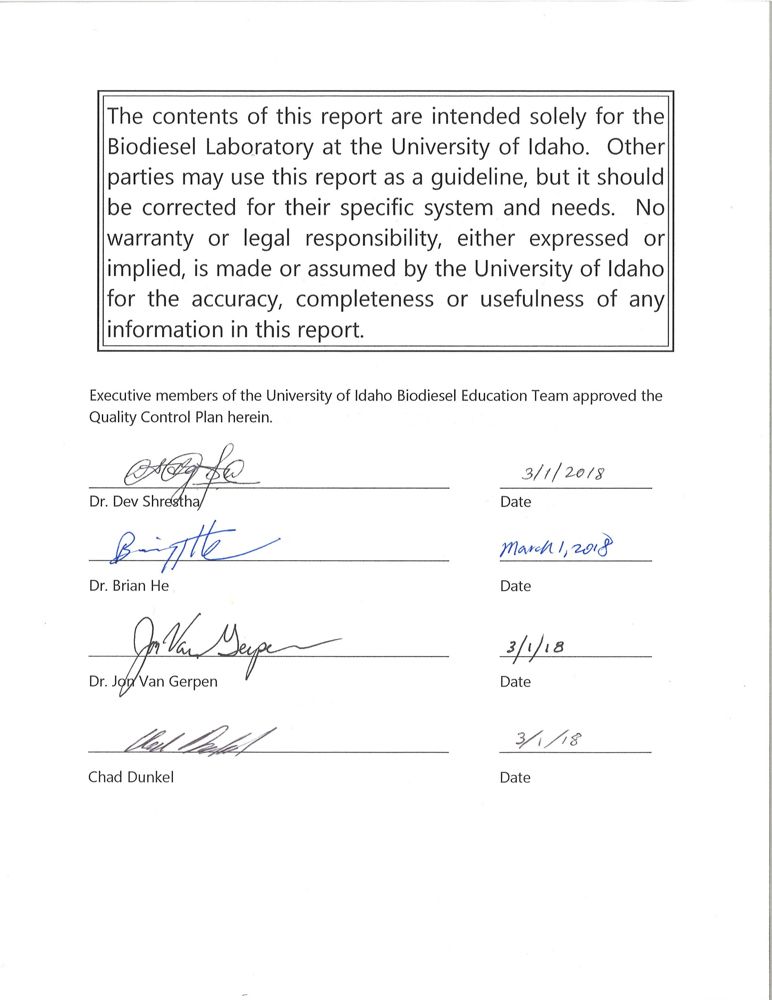 The contents of this report are intended solely for the
Biodiesel Laboratory at the University of Idaho. Other
parties may use this report as a guideline, but it should
be corrected for their specific system and needs. No
warranty or legal responsibility, either expressed or
implied, is made or assumed by the University of Idaho
for the accuracy, completeness or usefulness of any
information in this report.
Executive members of the University of Idaho Biodiesel Education Team approved the
Quality Control Plan herein.
3/1/2018
Dr. Dev Shrestha Date
March 1, 2018
Dr. Brian He Date
Jon Van Gerpen 3/1/18
Dr. Jon Van Gerpen Date
3/1/18
Chad Dunkel Date